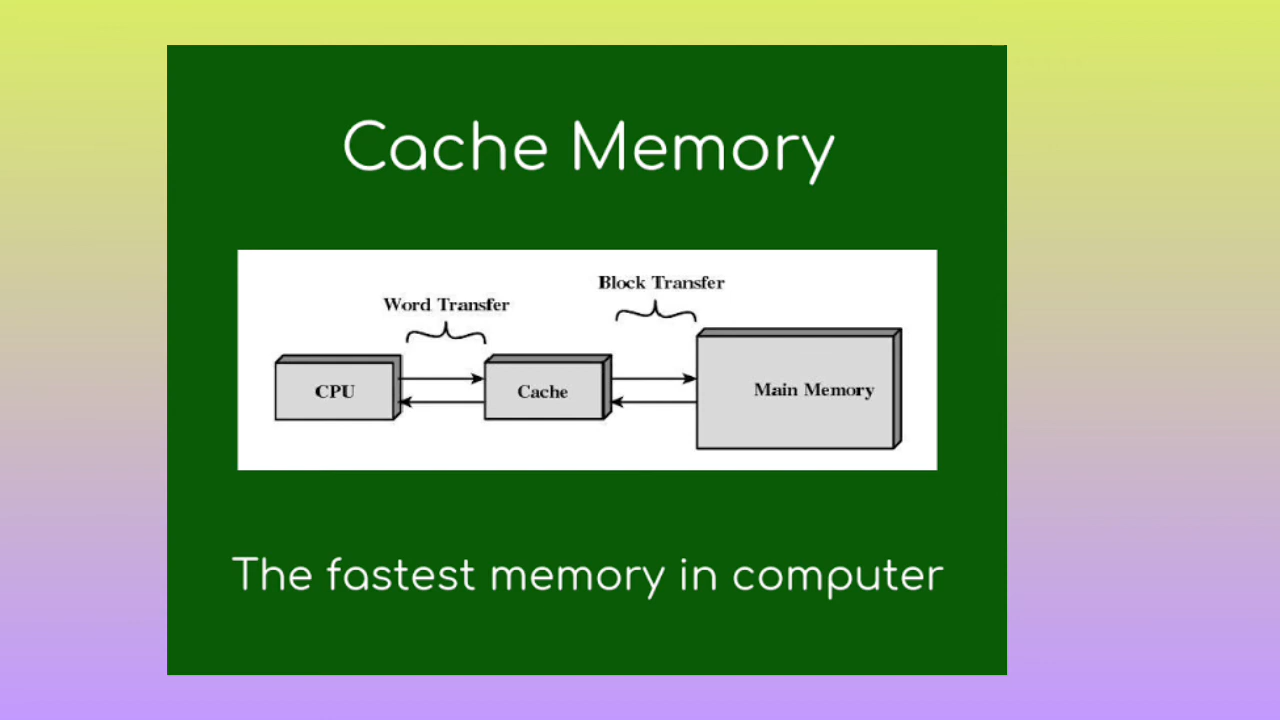 Cache Memory
Block Transfer
Word Transfer
CPU
Cache
Main Memory
The fastest memory in computer